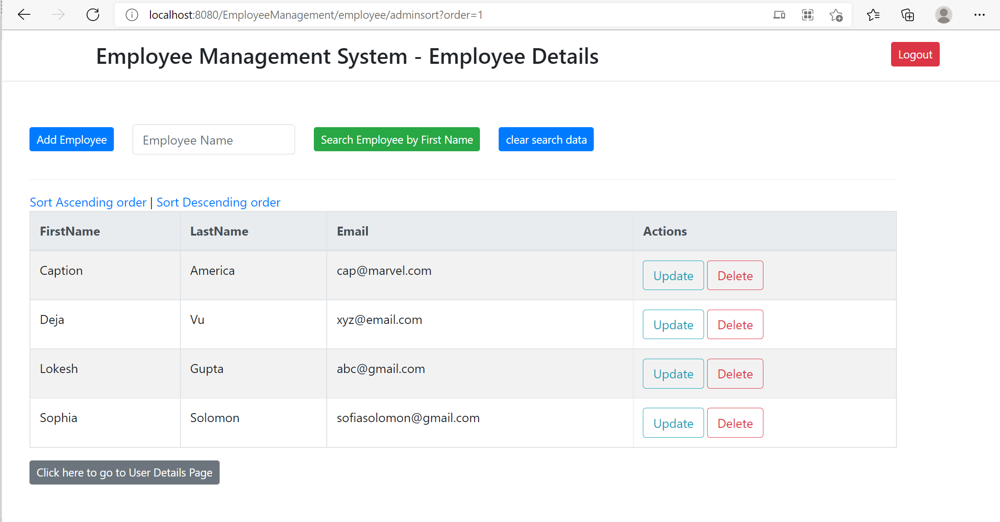 localhost:8080/EmployeeManagement/employee/adminsort?order=1
Employee Management System - Employee Details
Logout
Add Employee Employee Name Search Employee by First Name clear search data
Sort Ascending order | Sort Descending order
FirstName LastName Email Actions
Caption America cap@marvel.com Update Delete
Deja Vu xyz@email.com Update Delete
Lokesh Gupta abc@gmail.com Update Delete
Sophia Solomon sofiasolomon@gmail.com Update Delete
Click here to go to User Details Page